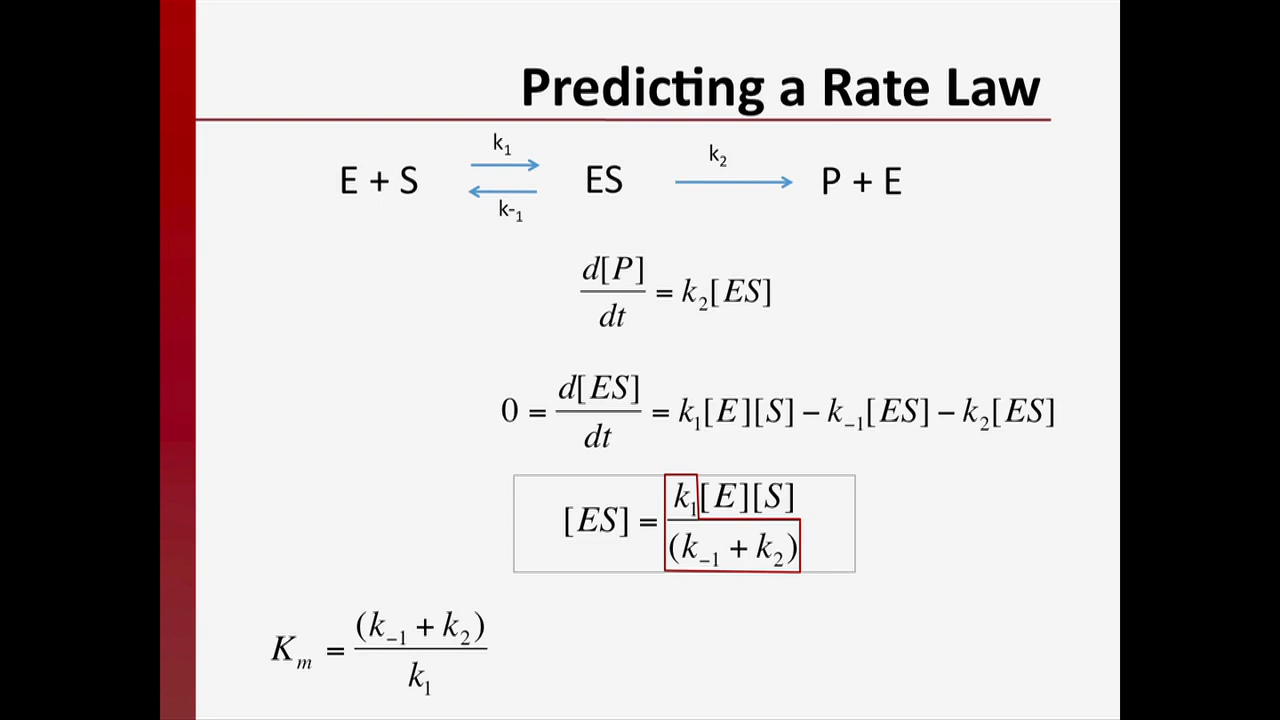 Predicting a Rate Law
E + S k₁ k-₁ ES k₂ P + E
d[P]/dt = k₂[ES]
0 = d[ES]/dt = k₁[E][S] − k₋₁[ES] − k₂[ES]
[ES] = k₁[E][S]/(k₋₁ + k₂)
Kₘ = (k₋₁ + k₂)/k₁